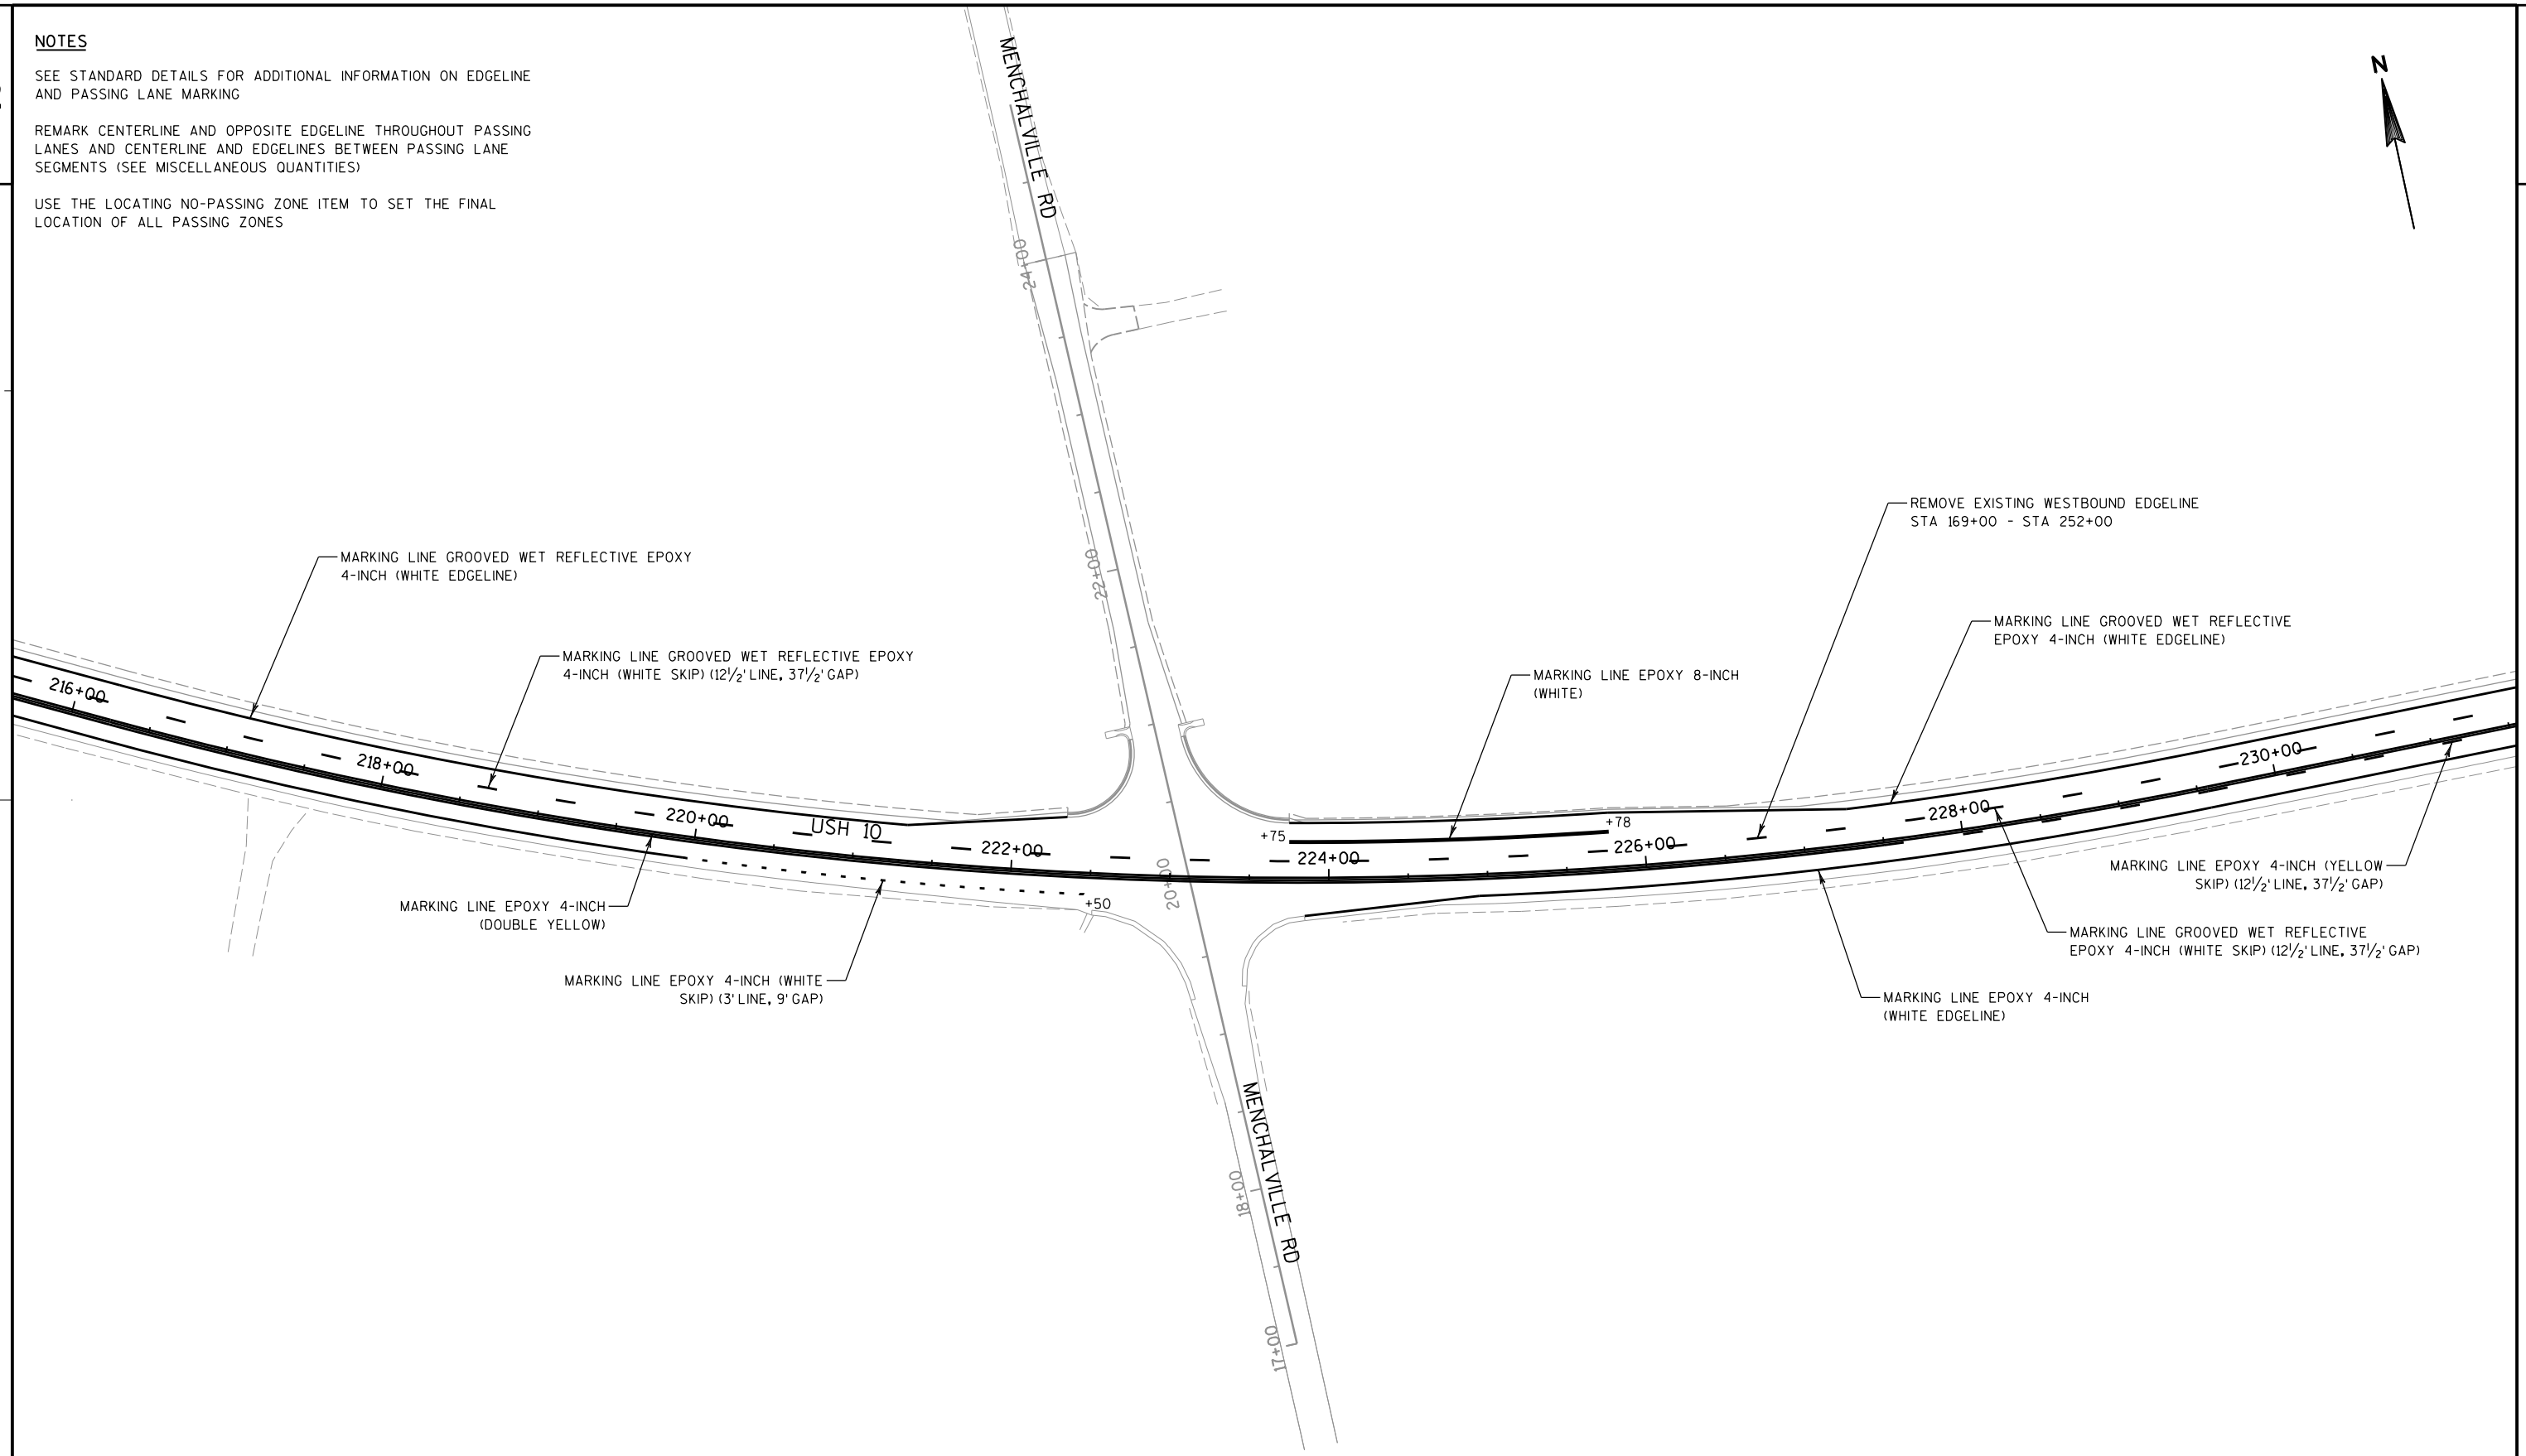 NOTES
SEE STANDARD DETAILS FOR ADDITIONAL INFORMATION ON EDGELINE
AND PASSING LANE MARKING
REMARK CENTERLINE AND OPPOSITE EDGELINE THROUGHOUT PASSING
LANES AND CENTERLINE AND EDGELINES BETWEEN PASSING LANE
SEGMENTS (SEE MISCELLANEOUS QUANTITIES)
USE THE LOCATING NO-PASSING ZONE ITEM TO SET THE FINAL
LOCATION OF ALL PASSING ZONES
MENCHALVILLE RD
N
24+00
REMOVE EXISTING WESTBOUND EDGELINE
STA 169+00 - STA 252+00
MARKING LINE GROOVED WET REFLECTIVE EPOXY
4-INCH (WHITE EDGELINE)
22+00
MARKING LINE GROOVED WET REFLECTIVE
EPOXY 4-INCH (WHITE EDGELINE)
MARKING LINE GROOVED WET REFLECTIVE EPOXY
4-INCH (WHITE SKIP) (12½' LINE, 37½' GAP)
MARKING LINE EPOXY 8-INCH
(WHITE)
216+00
218+00
220+00
USH 10
222+00
+75
224+00
+78
226+00
228+00
230+00
20+00
+50
MARKING LINE EPOXY 4-INCH (YELLOW
SKIP) (12½' LINE, 37½' GAP)
MARKING LINE EPOXY 4-INCH
(DOUBLE YELLOW)
MARKING LINE GROOVED WET REFLECTIVE
EPOXY 4-INCH (WHITE SKIP) (12½' LINE, 37½' GAP)
MARKING LINE EPOXY 4-INCH (WHITE
SKIP) (3' LINE, 9' GAP)
MARKING LINE EPOXY 4-INCH
(WHITE EDGELINE)
MENCHALVILLE RD
18+00
17+00